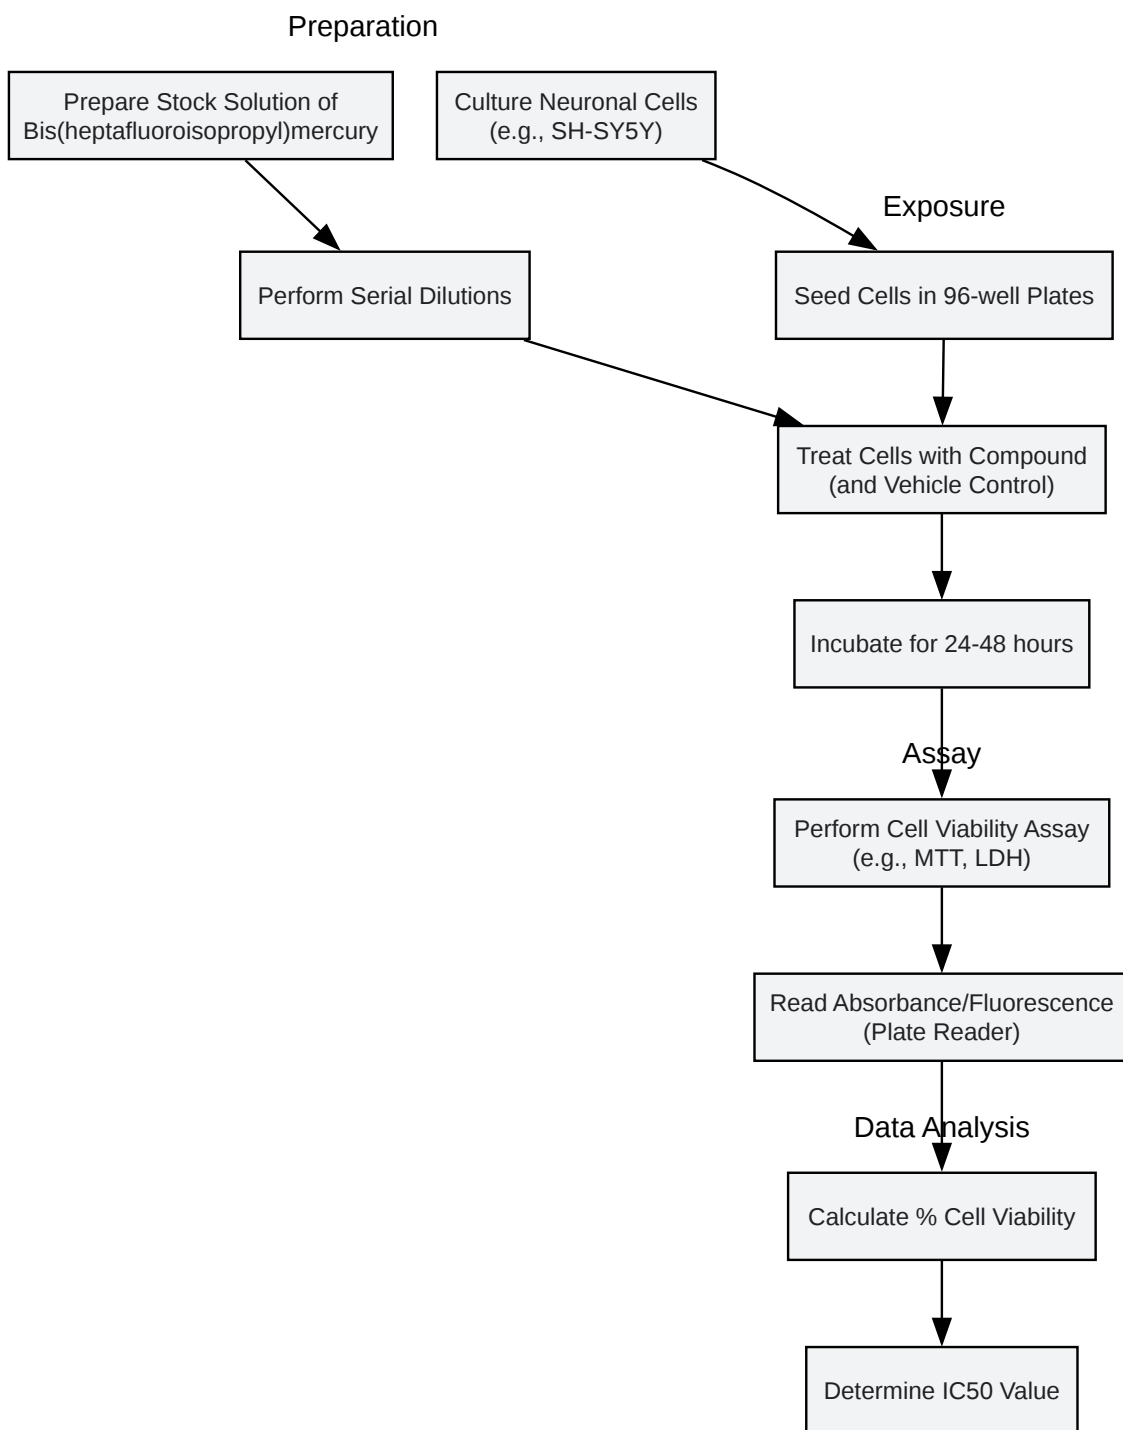 Preparation
Prepare Stock Solution of
Bis(heptafluoroisopropyl)mercury
Culture Neuronal Cells
(e.g., SH-SY5Y)
Exposure
Perform Serial Dilutions
Seed Cells in 96-well Plates
Treat Cells with Compound
(and Vehicle Control)
Incubate for 24-48 hours
Assay
Perform Cell Viability Assay
(e.g., MTT, LDH)
Read Absorbance/Fluorescence
(Plate Reader)
Data Analysis
Calculate % Cell Viability
Determine IC50 Value